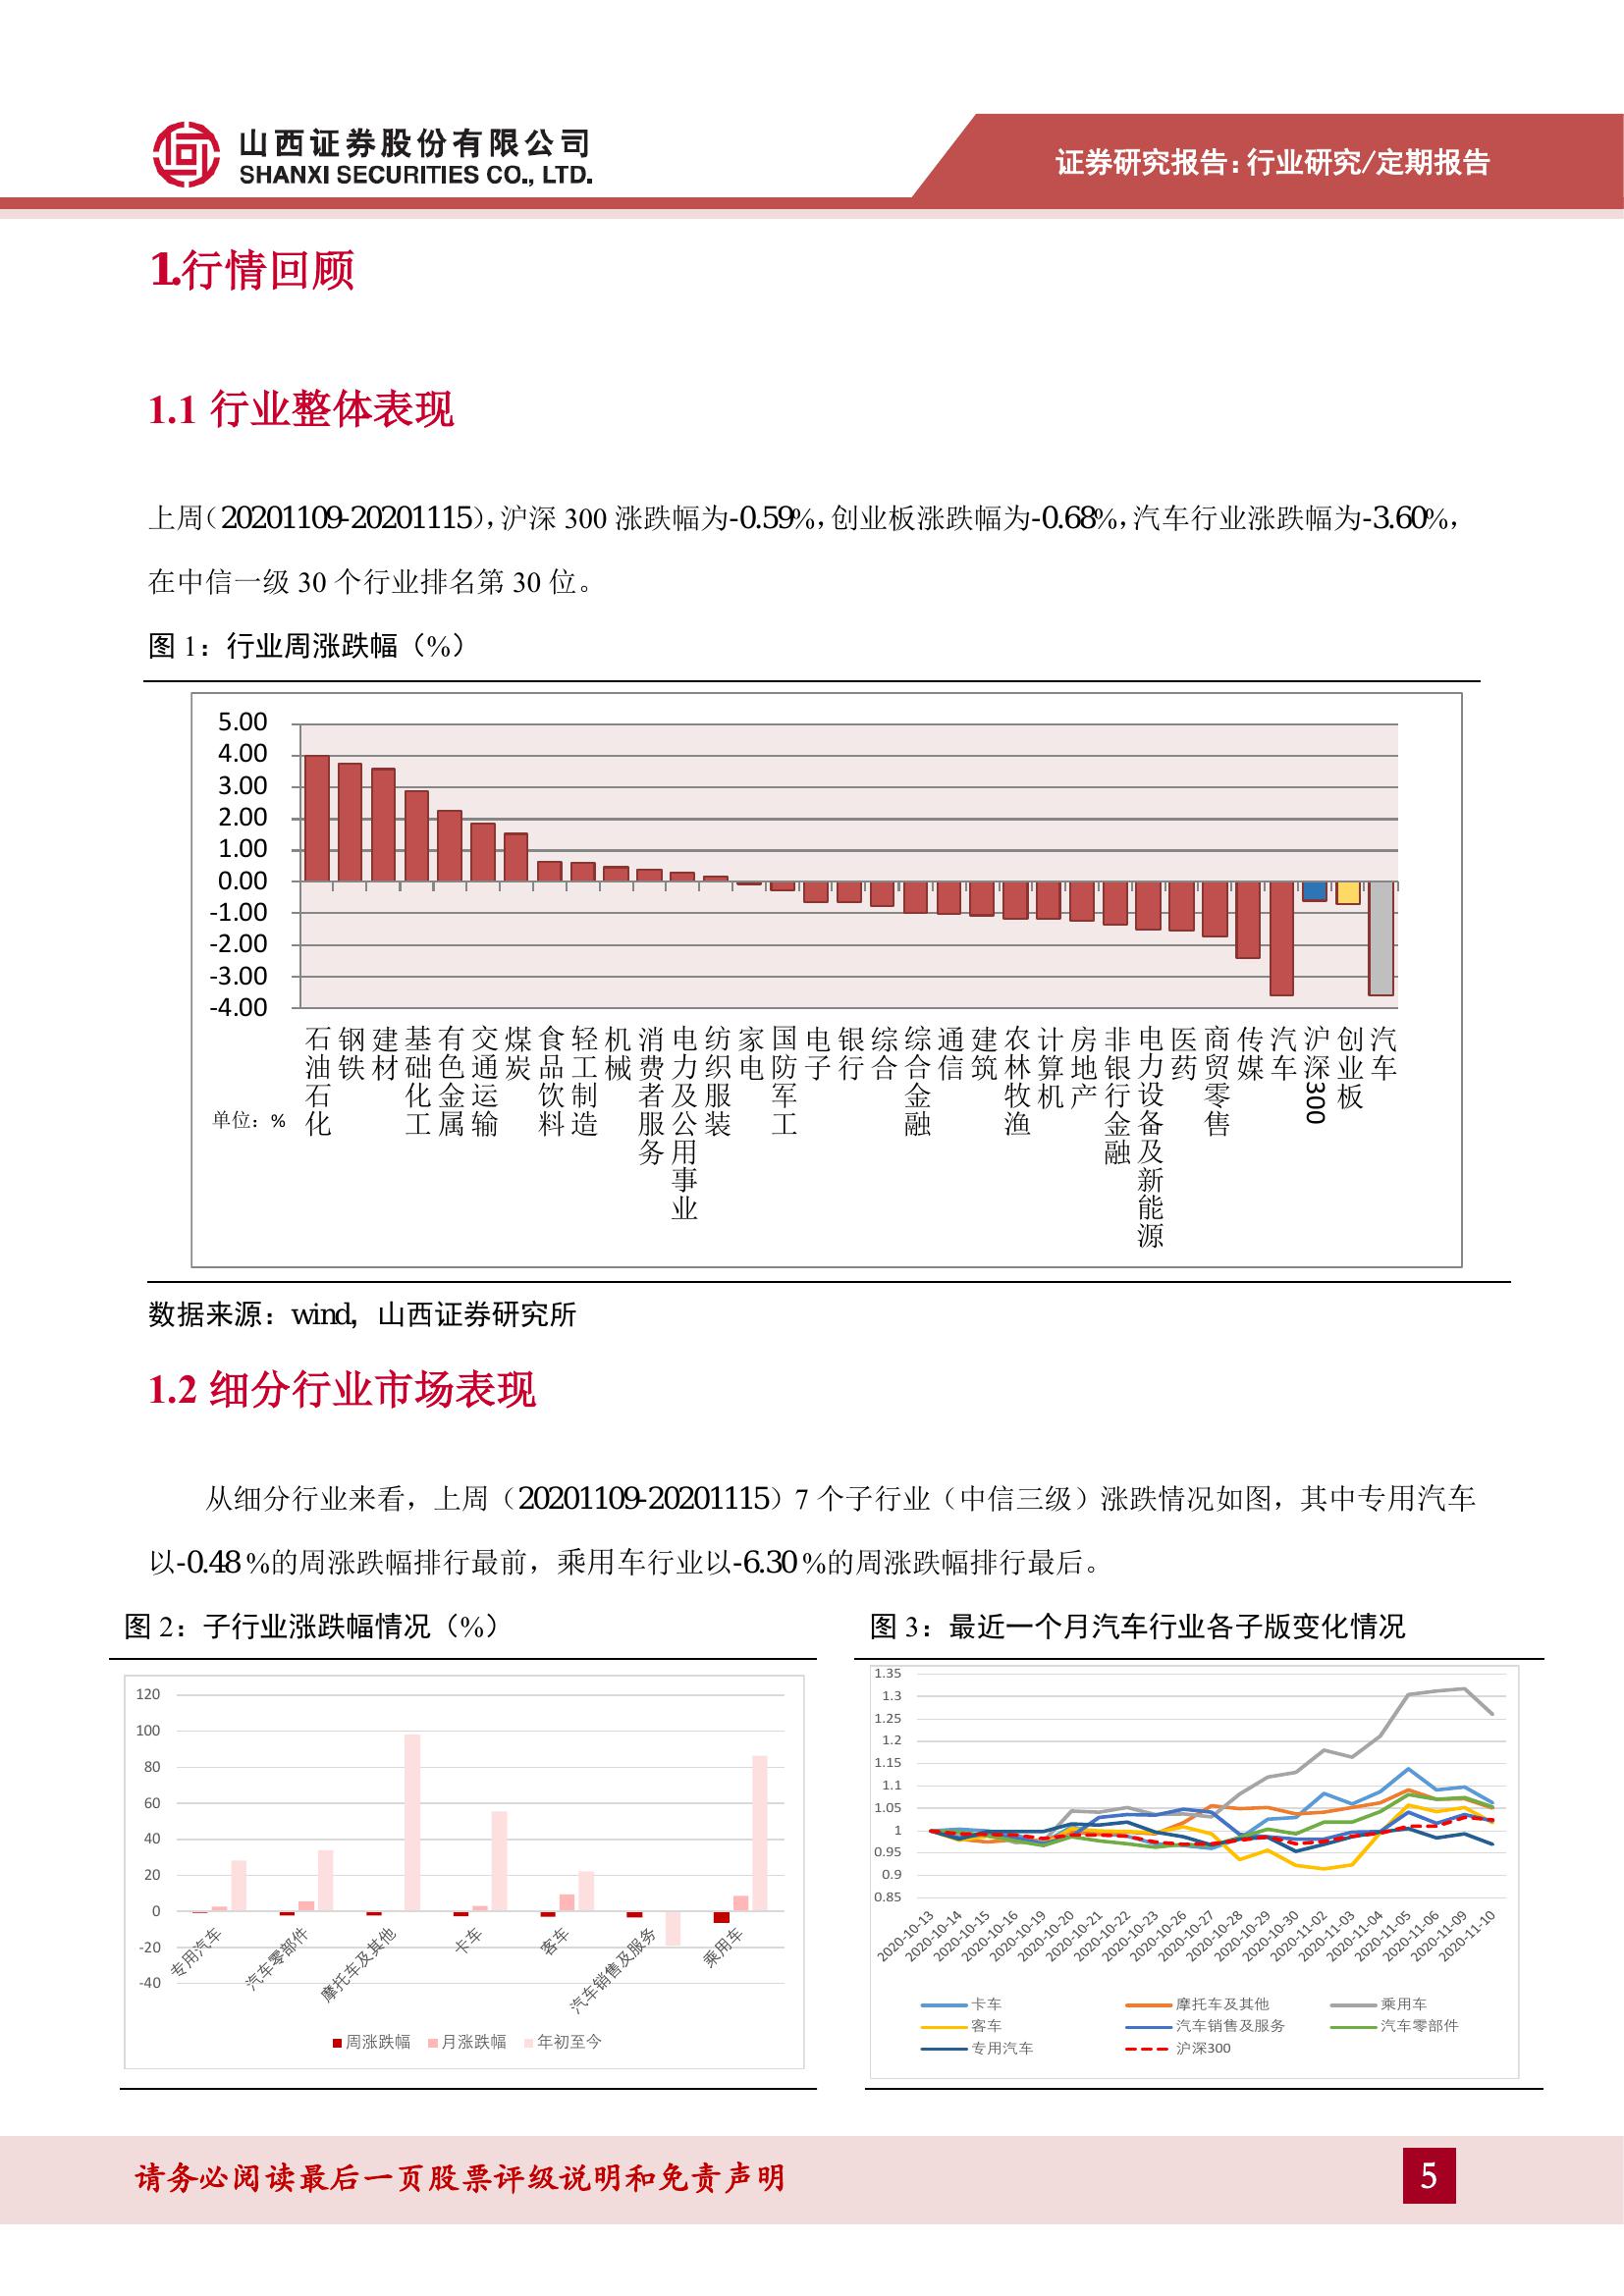 山西证券股份有限公司
SHANXI SECURITIES CO., LTD.
证券研究报告:行业研究/定期报告
1.行情回顾
1.1 行业整体表现
上周（20201109-20201115），沪深 300 涨跌幅为-0.59%，创业板涨跌幅为-0.68%，汽车行业涨跌幅为-3.60%，
在中信一级 30 个行业排名第 30 位。
图 1：行业周涨跌幅（%）
5.00
4.00
3.00
2.00
1.00
0.00
-1.00
-2.00
-3.00
-4.00
单位：%
石油石化
钢铁
建材
基础化工
有色金属
交通运输
煤炭
食品饮料
轻工制造
机械
消费者服务
电力及公用事业
纺织服装
家电
国防军工
电子
银行
综合
综合金融
通信
建筑
农林牧渔
计算机
房地产
非银行金融
电力设备及新能源
医药
商贸零售
传媒
汽车
沪深300
创业板
汽车
数据来源：wind，山西证券研究所
1.2 细分行业市场表现
从细分行业来看，上周（20201109-20201115）7 个子行业（中信三级）涨跌情况如图，其中专用汽车
以-0.48 %的周涨跌幅排行最前，乘用车行业以-6.30 %的周涨跌幅排行最后。
图 2：子行业涨跌幅情况（%）
120
100
80
60
40
20
0
-20
-40
专用汽车
汽车零部件
摩托车及其他
卡车
客车
汽车销售及服务
乘用车
周涨跌幅 月涨跌幅 年初至今
图 3：最近一个月汽车行业各子版变化情况
1.35
1.3
1.25
1.2
1.15
1.1
1.05
1
0.95
0.9
0.85
2020-10-13
2020-10-14
2020-10-15
2020-10-16
2020-10-19
2020-10-20
2020-10-21
2020-10-22
2020-10-23
2020-10-26
2020-10-27
2020-10-28
2020-10-29
2020-10-30
2020-11-02
2020-11-03
2020-11-04
2020-11-05
2020-11-06
2020-11-09
2020-11-10
卡车 摩托车及其他 乘用车
客车 汽车销售及服务 汽车零部件
专用汽车 沪深300
请务必阅读最后一页股票评级说明和免责声明
5